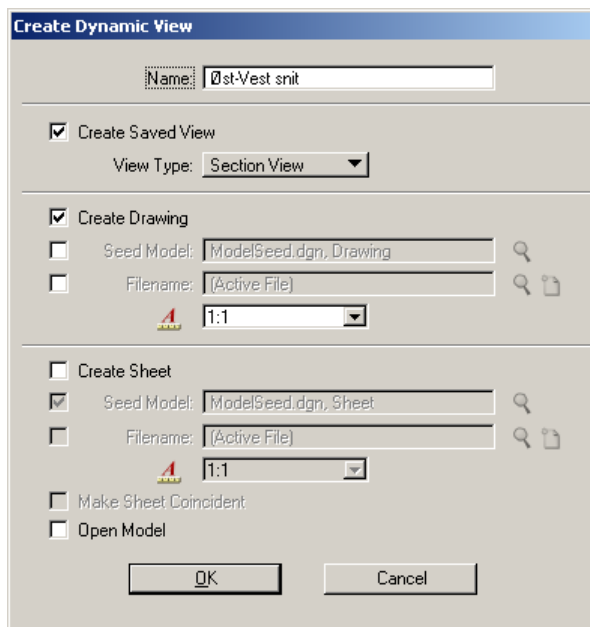 Create Dynamic View
Name: Øst-Vest snit
Create Saved View
View Type: Section View
Create Drawing
Seed Model: ModelSeed.dgn, Drawing
Filename: (Active File)
A 1:1
Create Sheet
Seed Model: ModelSeed.dgn, Sheet
Filename: (Active File)
A 1:1
Make Sheet Coincident
Open Model
OK Cancel